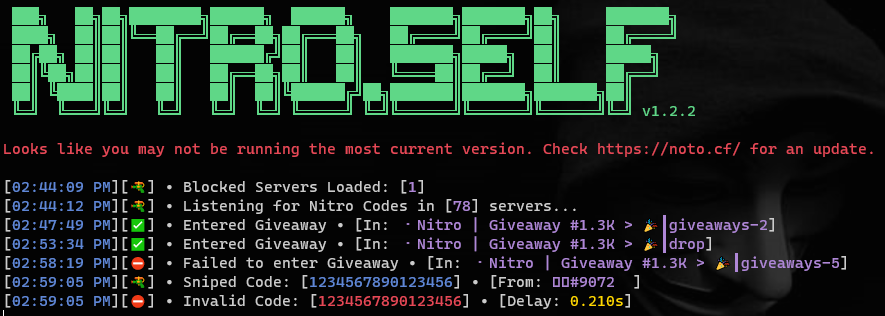 NITRO.SELF v1.2.2
Looks like you may not be running the most current version. Check https://noto.cf/ for an update.
[02:44:09 PM][🔫] • Blocked Servers Loaded: [1]
[02:44:12 PM][🔫] • Listening for Nitro Codes in [78] servers...
[02:47:49 PM][✅] • Entered Giveaway • [In: ・Nitro | Giveaway #1.3K > 🎉┃giveaways-2]
[02:53:34 PM][✅] • Entered Giveaway • [In: ・Nitro | Giveaway #1.3K > 🎉┃drop]
[02:58:19 PM][⛔] • Failed to enter Giveaway • [In: ・Nitro | Giveaway #1.3K > 🎉┃giveaways-5]
[02:59:05 PM][🔫] • Sniped Code: [1234567890123456] • [From: ▯▯#9072  ]
[02:59:05 PM][⛔] • Invalid Code: [1234567890123456] • [Delay: 0.210s]